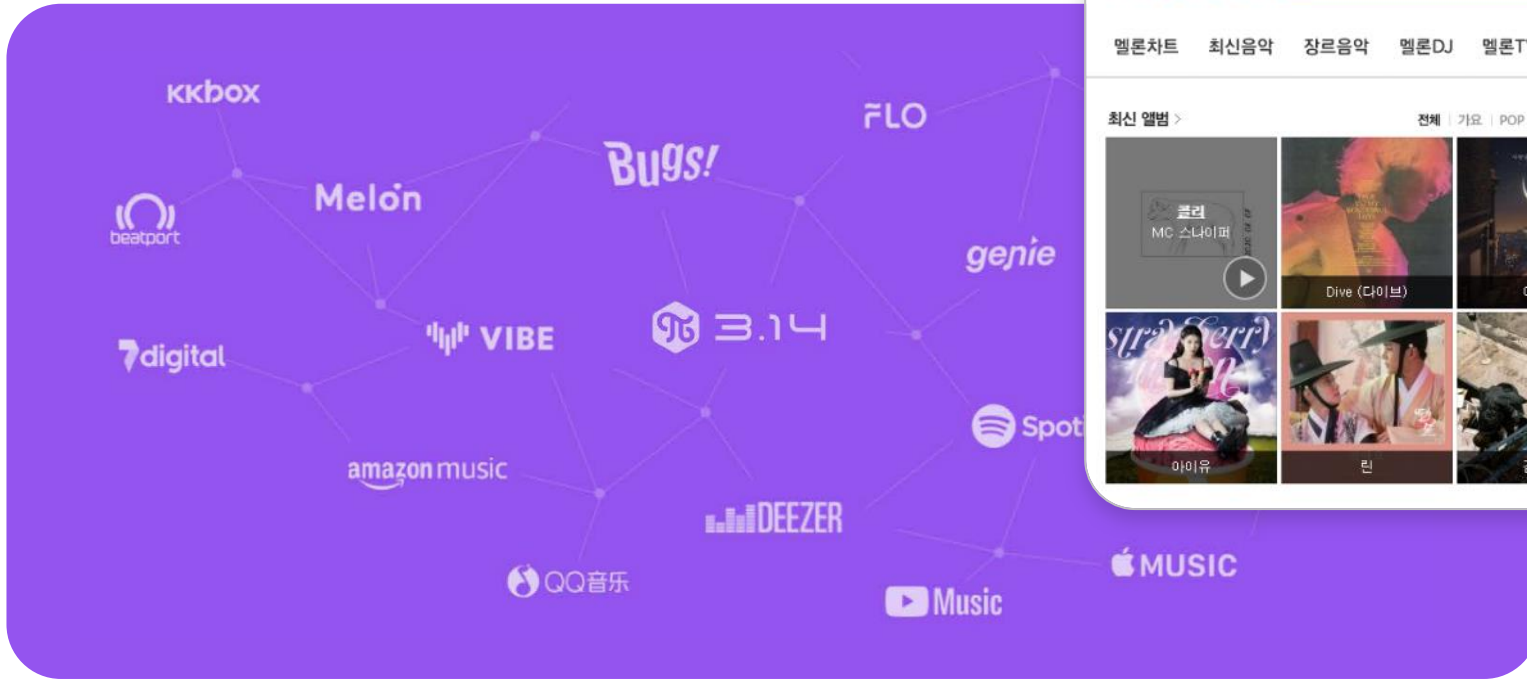 KKBOX
FLO
Bugs!
Melon
beatport
genie
3.14
VIBE
7digital
Spoti
amazon music
DEEZER
QQ音乐
MUSIC
Music
멜론차트 최신음악 장르음악 멜론DJ 멜론T
최신 앨범 >
전체 | 가요 | POP
콜리
MC 스나이퍼
Dive (다이브)
아이유
린